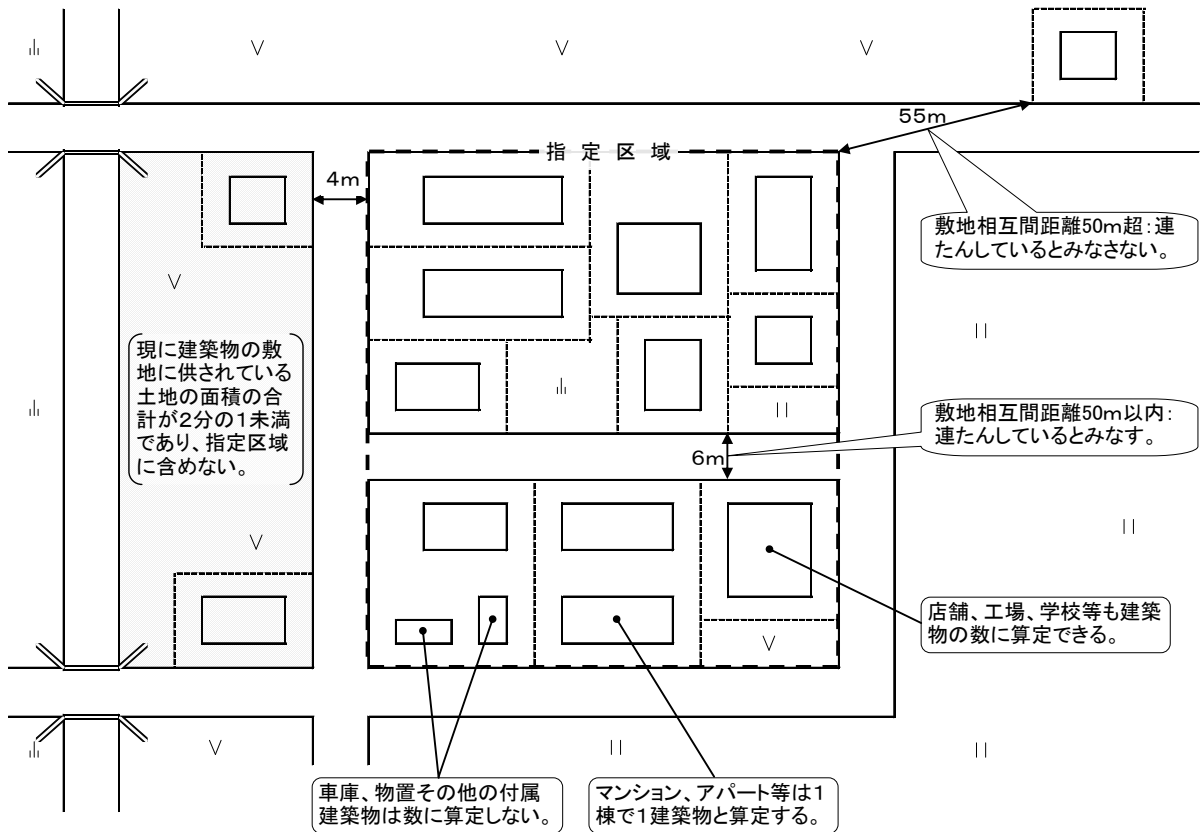 55m
指 定 区 域
4m
敷地相互間距離50m超:連
たんしているとみなさない。
現に建築物の敷
地に供されている
土地の面積の合
計が2分の1未満
であり、指定区域
に含めない。
敷地相互間距離50m以内:
連たんしているとみなす。
6m
店舗、工場、学校等も建築
物の数に算定できる。
車庫、物置その他の付属
建築物は数に算定しない。
マンション、アパート等は1
棟で1建築物と算定する。